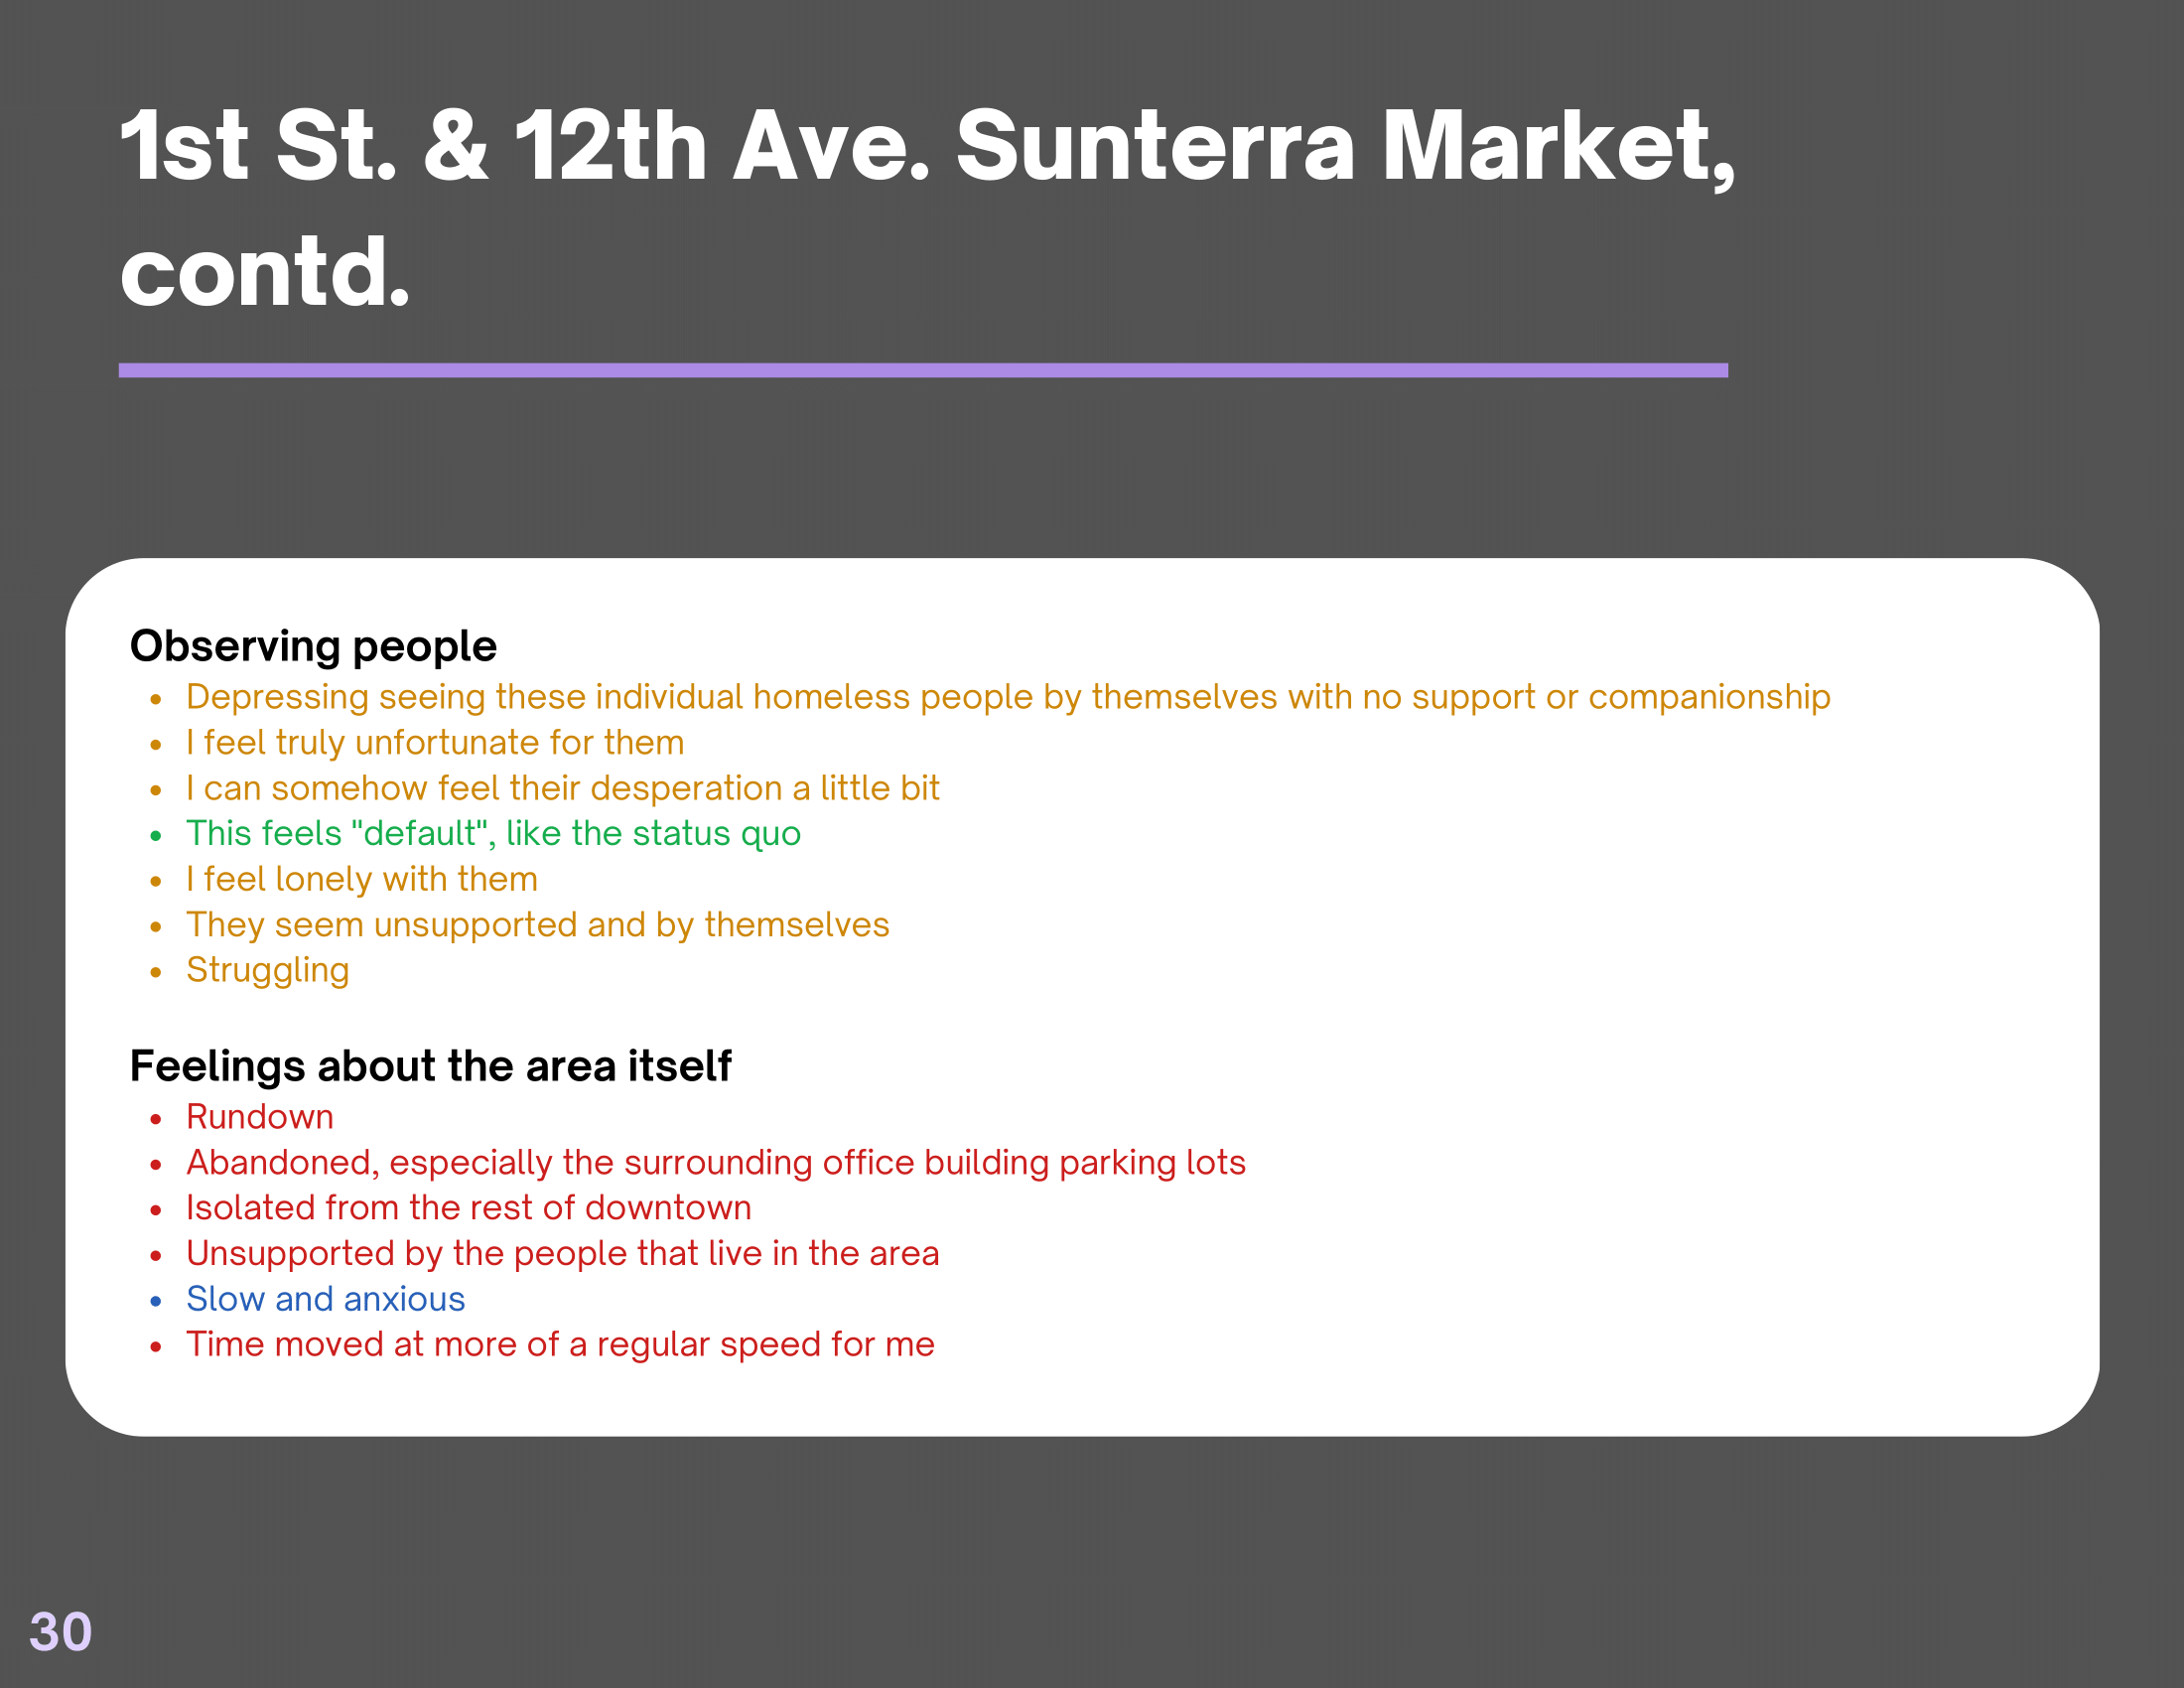 1st St. & 12th Ave. Sunterra Market,
contd.
Observing people
• Depressing seeing these individual homeless people by themselves with no support or companionship
• I feel truly unfortunate for them
• I can somehow feel their desperation a little bit
• This feels "default", like the status quo
• I feel lonely with them
• They seem unsupported and by themselves
• Struggling
Feelings about the area itself
• Rundown
• Abandoned, especially the surrounding office building parking lots
• Isolated from the rest of downtown
• Unsupported by the people that live in the area
• Slow and anxious
• Time moved at more of a regular speed for me
30